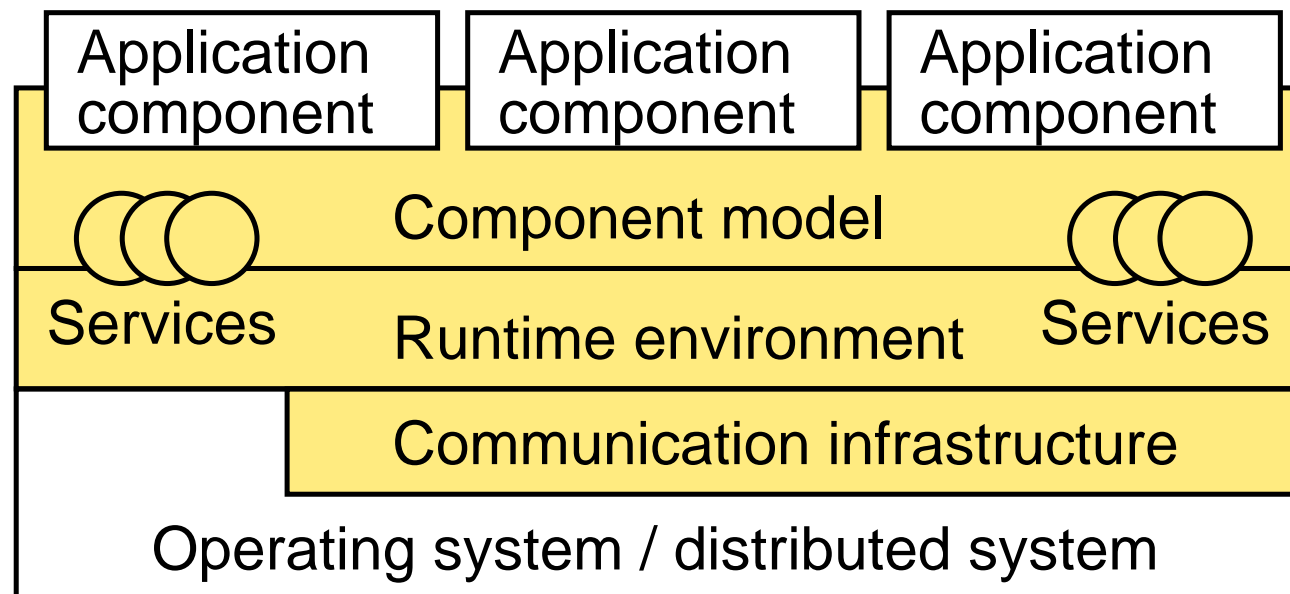 Application
component
Application
component
Application
component
Component model
Services
Runtime environment
Services
Communication infrastructure
Operating system / distributed system